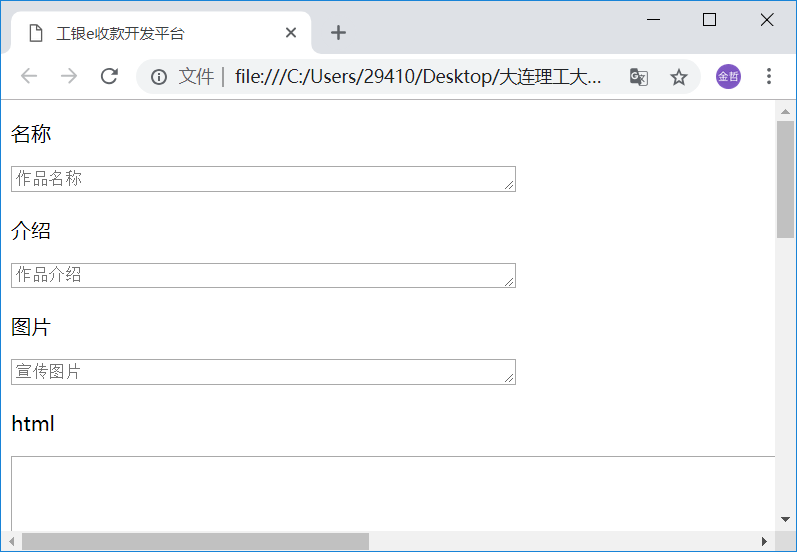 工银e收款开发平台
文件 | file:///C:/Users/29410/Desktop/大连理工大...
金哲
名称
作品名称
介绍
作品介绍
图片
宣传图片
html